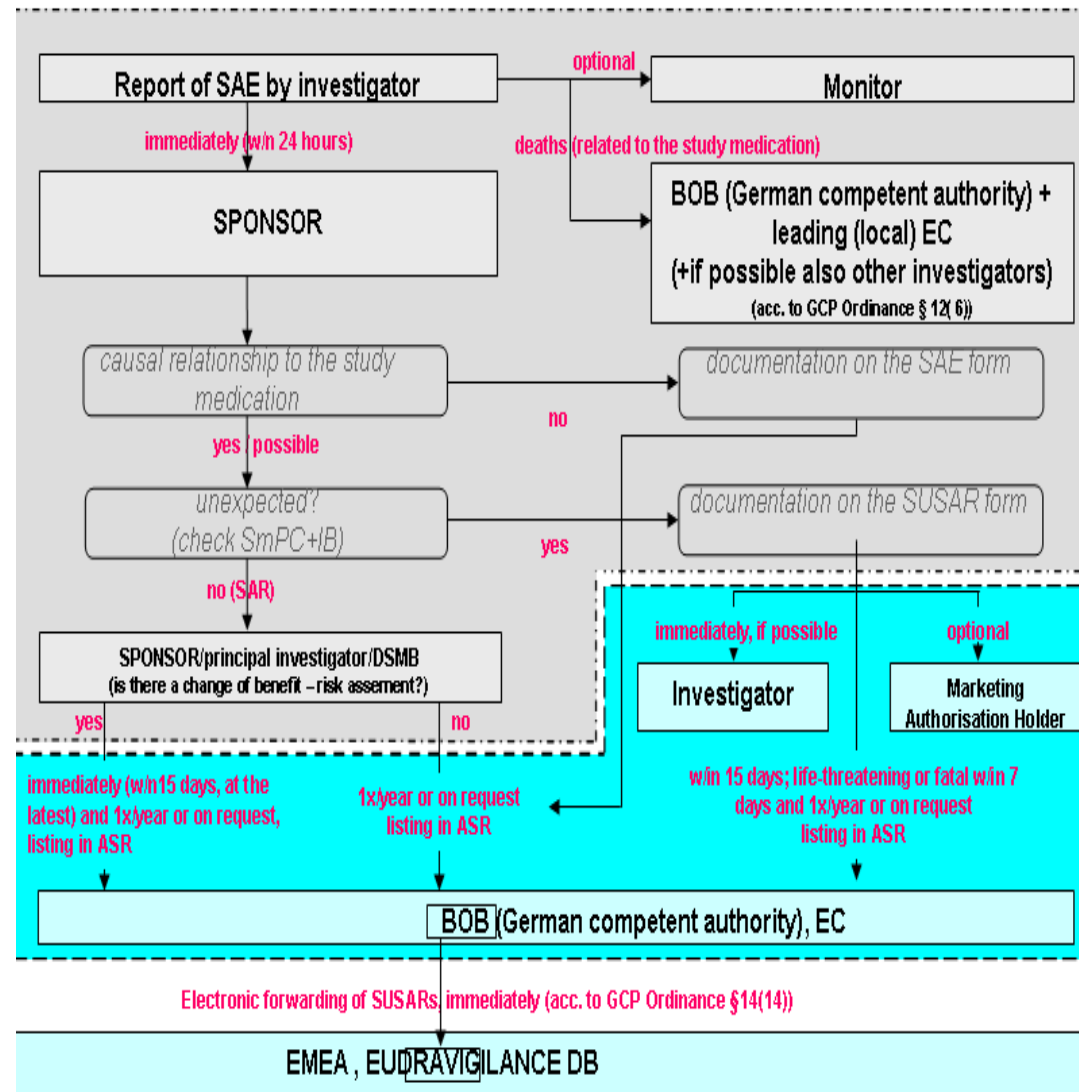 optional
Report of SAE by investigator
Monitor
immediately (w/n 24 hours)
deaths (related to the study medication)
SPONSOR
BOB (German competent authority) +
leading (local) EC
(+if possible also other investigators)
(acc. to GCP Ordinance § 12( 6))
causal relationship to the study
medication
documentation on the SAE form
no
yes / possible
unexpected?
(check SmPC+IB)
documentation on the SUSAR form
yes
no (SAR)
immediately, if possible
optional
SPONSOR/principal investigator/DSMB
(is there a change of benefit – risk assement?)
Investigator
Marketing
Authorisation Holder
yes
no
immediately (w/n15 days, at the
latest) and 1x/year or on request,
listing in ASR
1x/year or on request
listing in ASR
w/in 15 days; life-threatening or fatal w/in 7
days and 1x/year or on request
listing in ASR
BOB (German competent authority), EC
Electronic forwarding of SUSARs, immediately (acc. to GCP Ordinance §14(14))
EMEA , EUDRAVIGILANCE DB